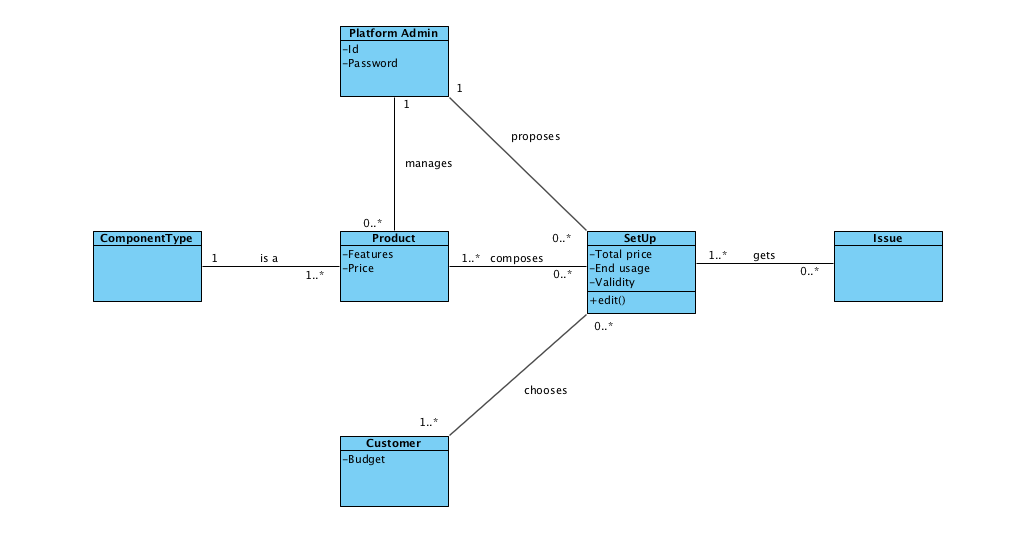 Platform Admin
-Id
-Password
1
1
proposes
manages
0..*
0..*
ComponentType
1
is a
1..*
Product
-Features
-Price
1..*
composes
0..*
SetUp
-Total price
-End usage
-Validity
+edit()
1..*
gets
0..*
Issue
0..*
chooses
1..*
Customer
-Budget